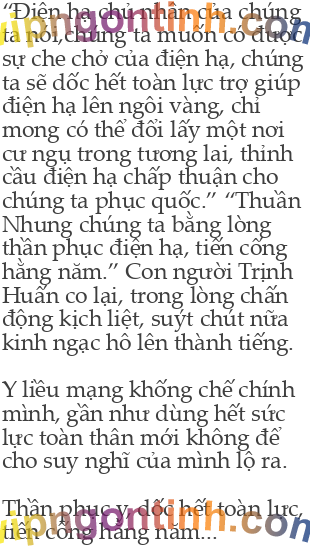 “Điện hạ, chủ nhân của chúng
ta nói, chúng ta muốn có được
sự che chở của điện hạ, chúng
ta sẽ dốc hết toàn lực trợ giúp
điện hạ lên ngôi vàng, chỉ
mong có thể đổi lấy một nơi
cư ngụ trong tương lai, thỉnh
cầu điện hạ chấp thuận cho
chúng ta phục quốc.” “Thuần
Nhung chúng ta bằng lòng
thần phục điện hạ, tiến cống
hằng năm.” Con người Trịnh
Huấn co lại, trong lòng chấn
động kịch liệt, suýt chút nữa
kinh ngạc hô lên thành tiếng.
Y liều mạng khống chế chính
mình, gần như dùng hết sức
lực toàn thân mới không để
cho suy nghĩ của mình lộ ra.
Thần phục y, dốc hết toàn lực,
tiến cống hằng năm...
vipngontinh.com
vipngontinh.com